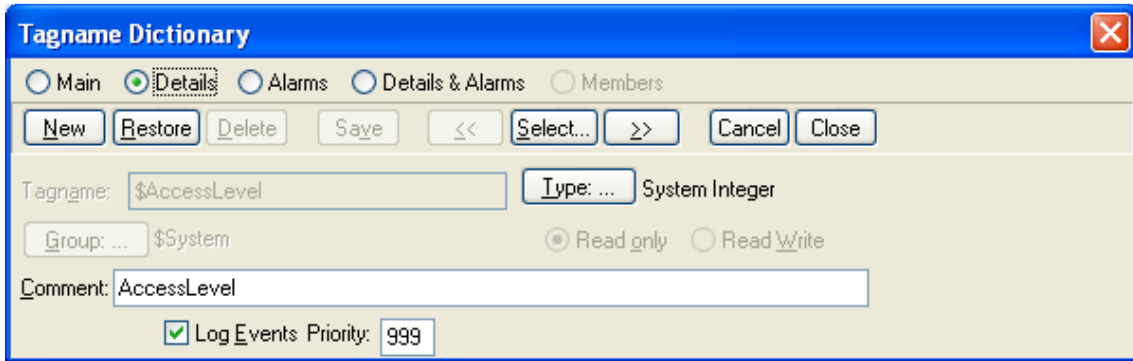 Tagname Dictionary
Main Details Alarms Details & Alarms Members
New Restore Delete Save << Select... >> Cancel Close
Tagname: $AccessLevel Type: ... System Integer
Group: ... $System Read only Read Write
Comment: AccessLevel
Log Events Priority: 999